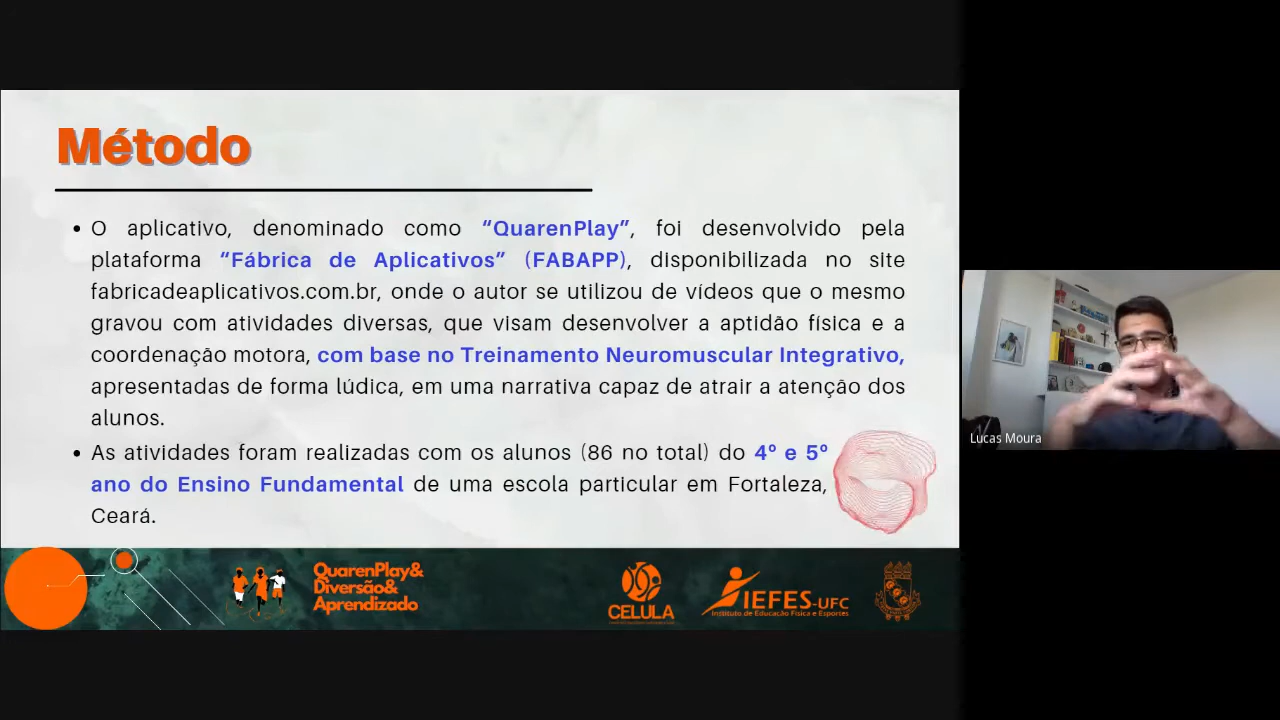 Método
• O aplicativo, denominado como “QuarenPlay”, foi desenvolvido pela
plataforma “Fábrica de Aplicativos” (FABAPP), disponibilizada no site
fabricadeaplicativos.com.br, onde o autor se utilizou de vídeos que o mesmo
gravou com atividades diversas, que visam desenvolver a aptidão física e a
coordenação motora, com base no Treinamento Neuromuscular Integrativo,
apresentadas de forma lúdica, em uma narrativa capaz de atrair a atenção dos
alunos.
• As atividades foram realizadas com os alunos (86 no total) do 4º e 5º
ano do Ensino Fundamental de uma escola particular em Fortaleza,
Ceará.
QuarenPlay&
Diversão&
Aprendizado
CELULA
IEFES-UFC
Instituto de Educação Física e Esportes
Lucas Moura